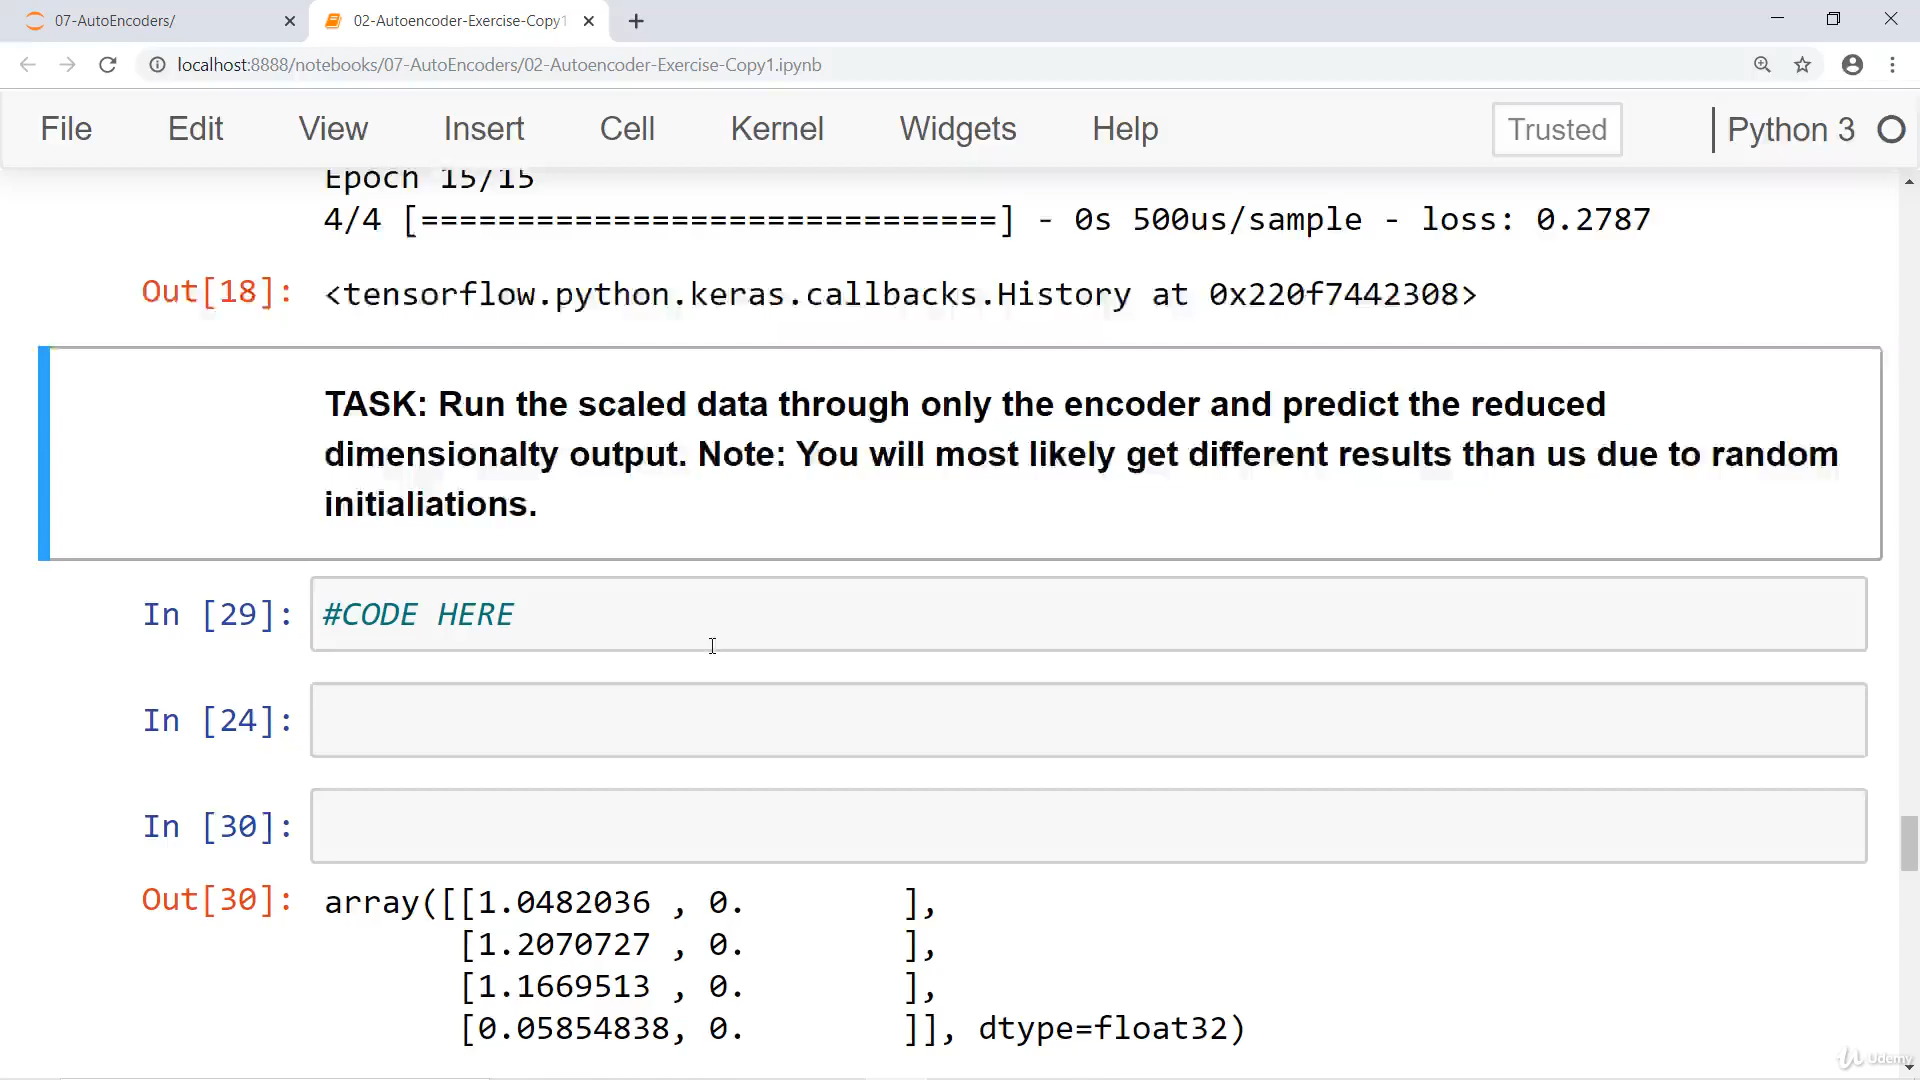 07-AutoEncoders/
02-Autoencoder-Exercise-Copy1
localhost:8888/notebooks/07-AutoEncoders/02-Autoencoder-Exercise-Copy1.ipynb
File Edit View Insert Cell Kernel Widgets Help Trusted Python 3
Epoch 15/15
4/4 [==============================] - 0s 500us/sample - loss: 0.2787
Out[18]: <tensorflow.python.keras.callbacks.History at 0x220f7442308>
TASK: Run the scaled data through only the encoder and predict the reduced
dimensionalty output. Note: You will most likely get different results than us due to random
initialiations.
In [29]: #CODE HERE
In [24]:
In [30]:
Out[30]: array([[1.0482036 , 0.        ],
[1.2070727 , 0.        ],
[1.1669513 , 0.        ],
[0.05854838, 0.        ]], dtype=float32)
Udemy